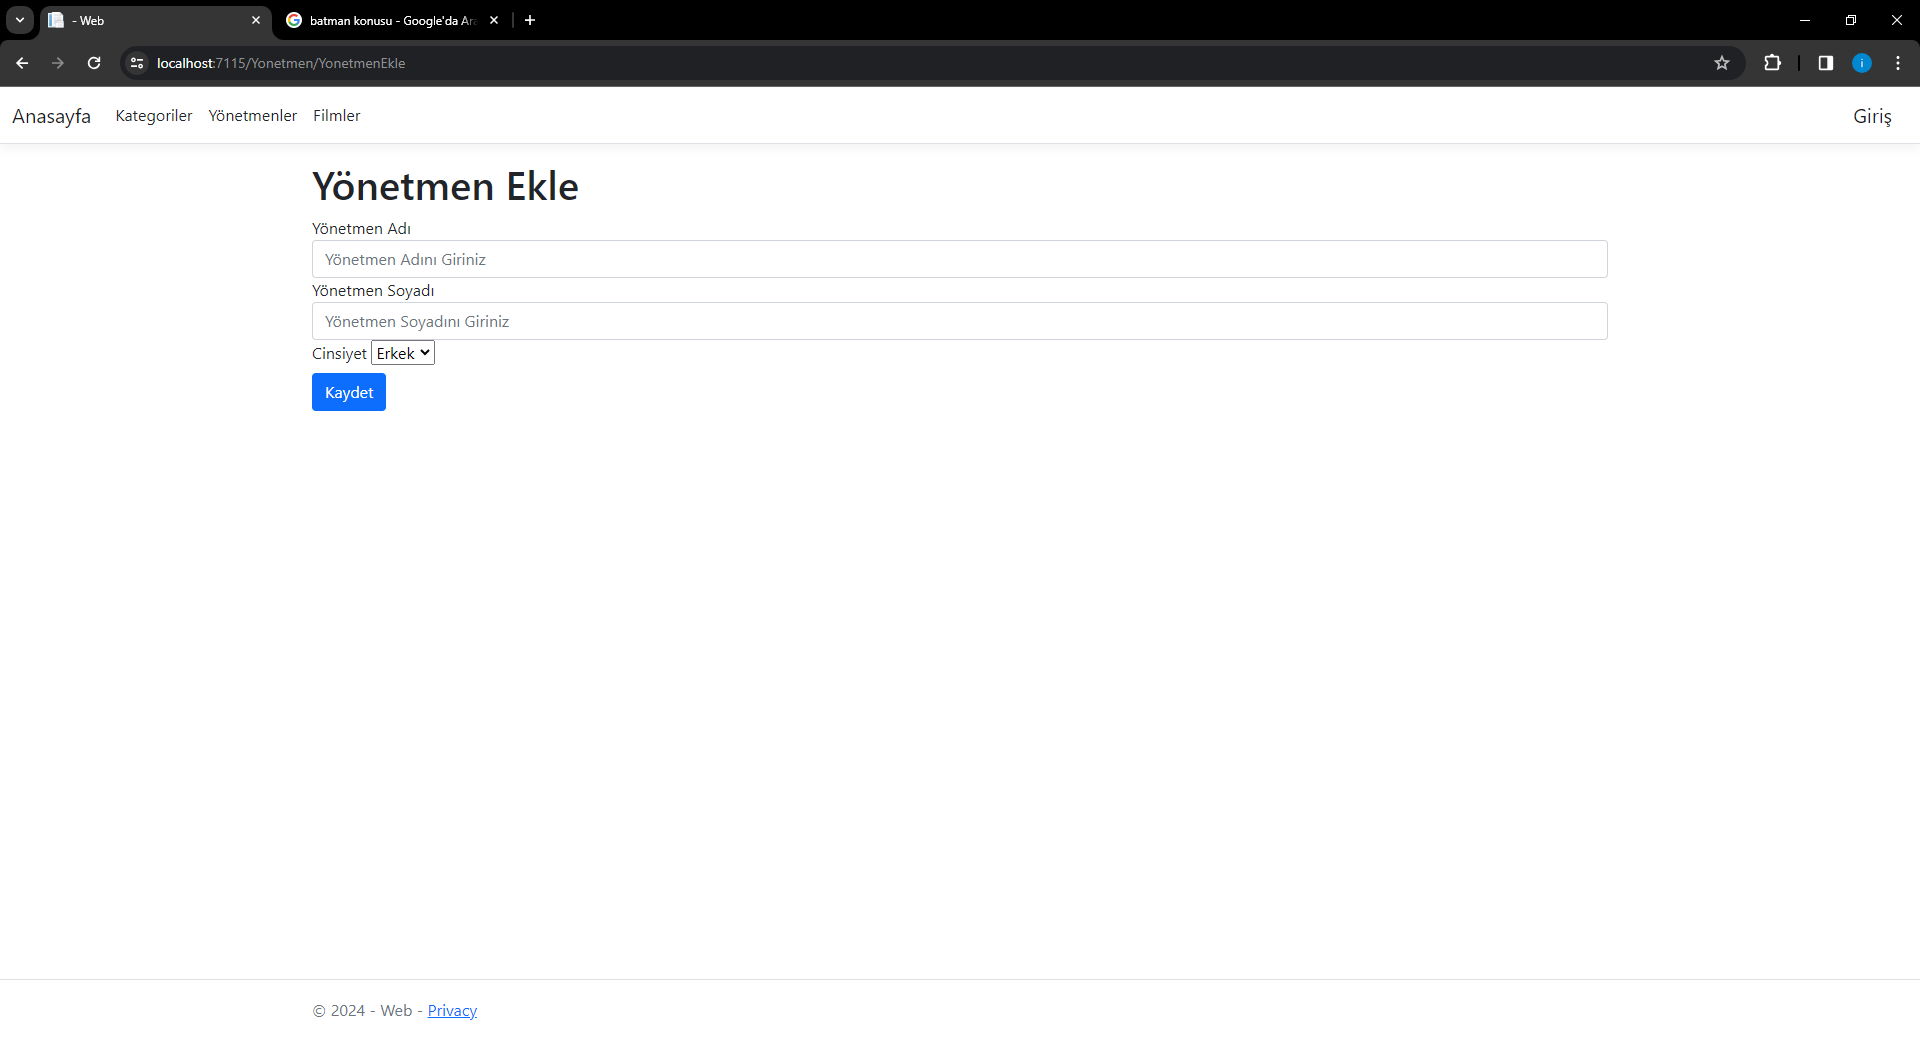 - Web
batman konusu - Google'da Ar
localhost:7115/Yonetmen/YonetmenEkle
i
Anasayfa Kategoriler Yönetmenler Filmler Giriş
Yönetmen Ekle
Yönetmen Adı
Yönetmen Adını Giriniz
Yönetmen Soyadı
Yönetmen Soyadını Giriniz
Cinsiyet Erkek
Kaydet
© 2024 - Web - Privacy